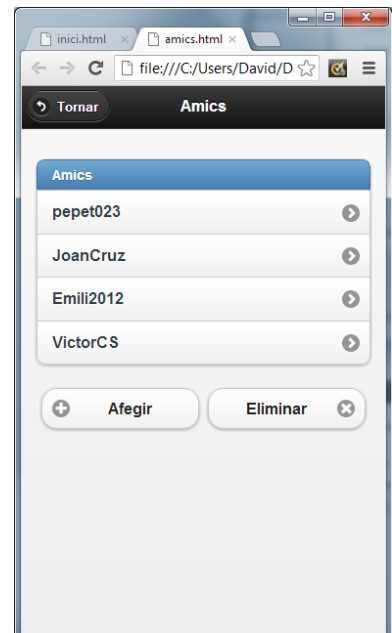 inici.html
amics.html
file:///C:/Users/David/D
Tornar
Amics
Amics
pepet023
JoanCruz
Emili2012
VictorCS
Afegir
Eliminar